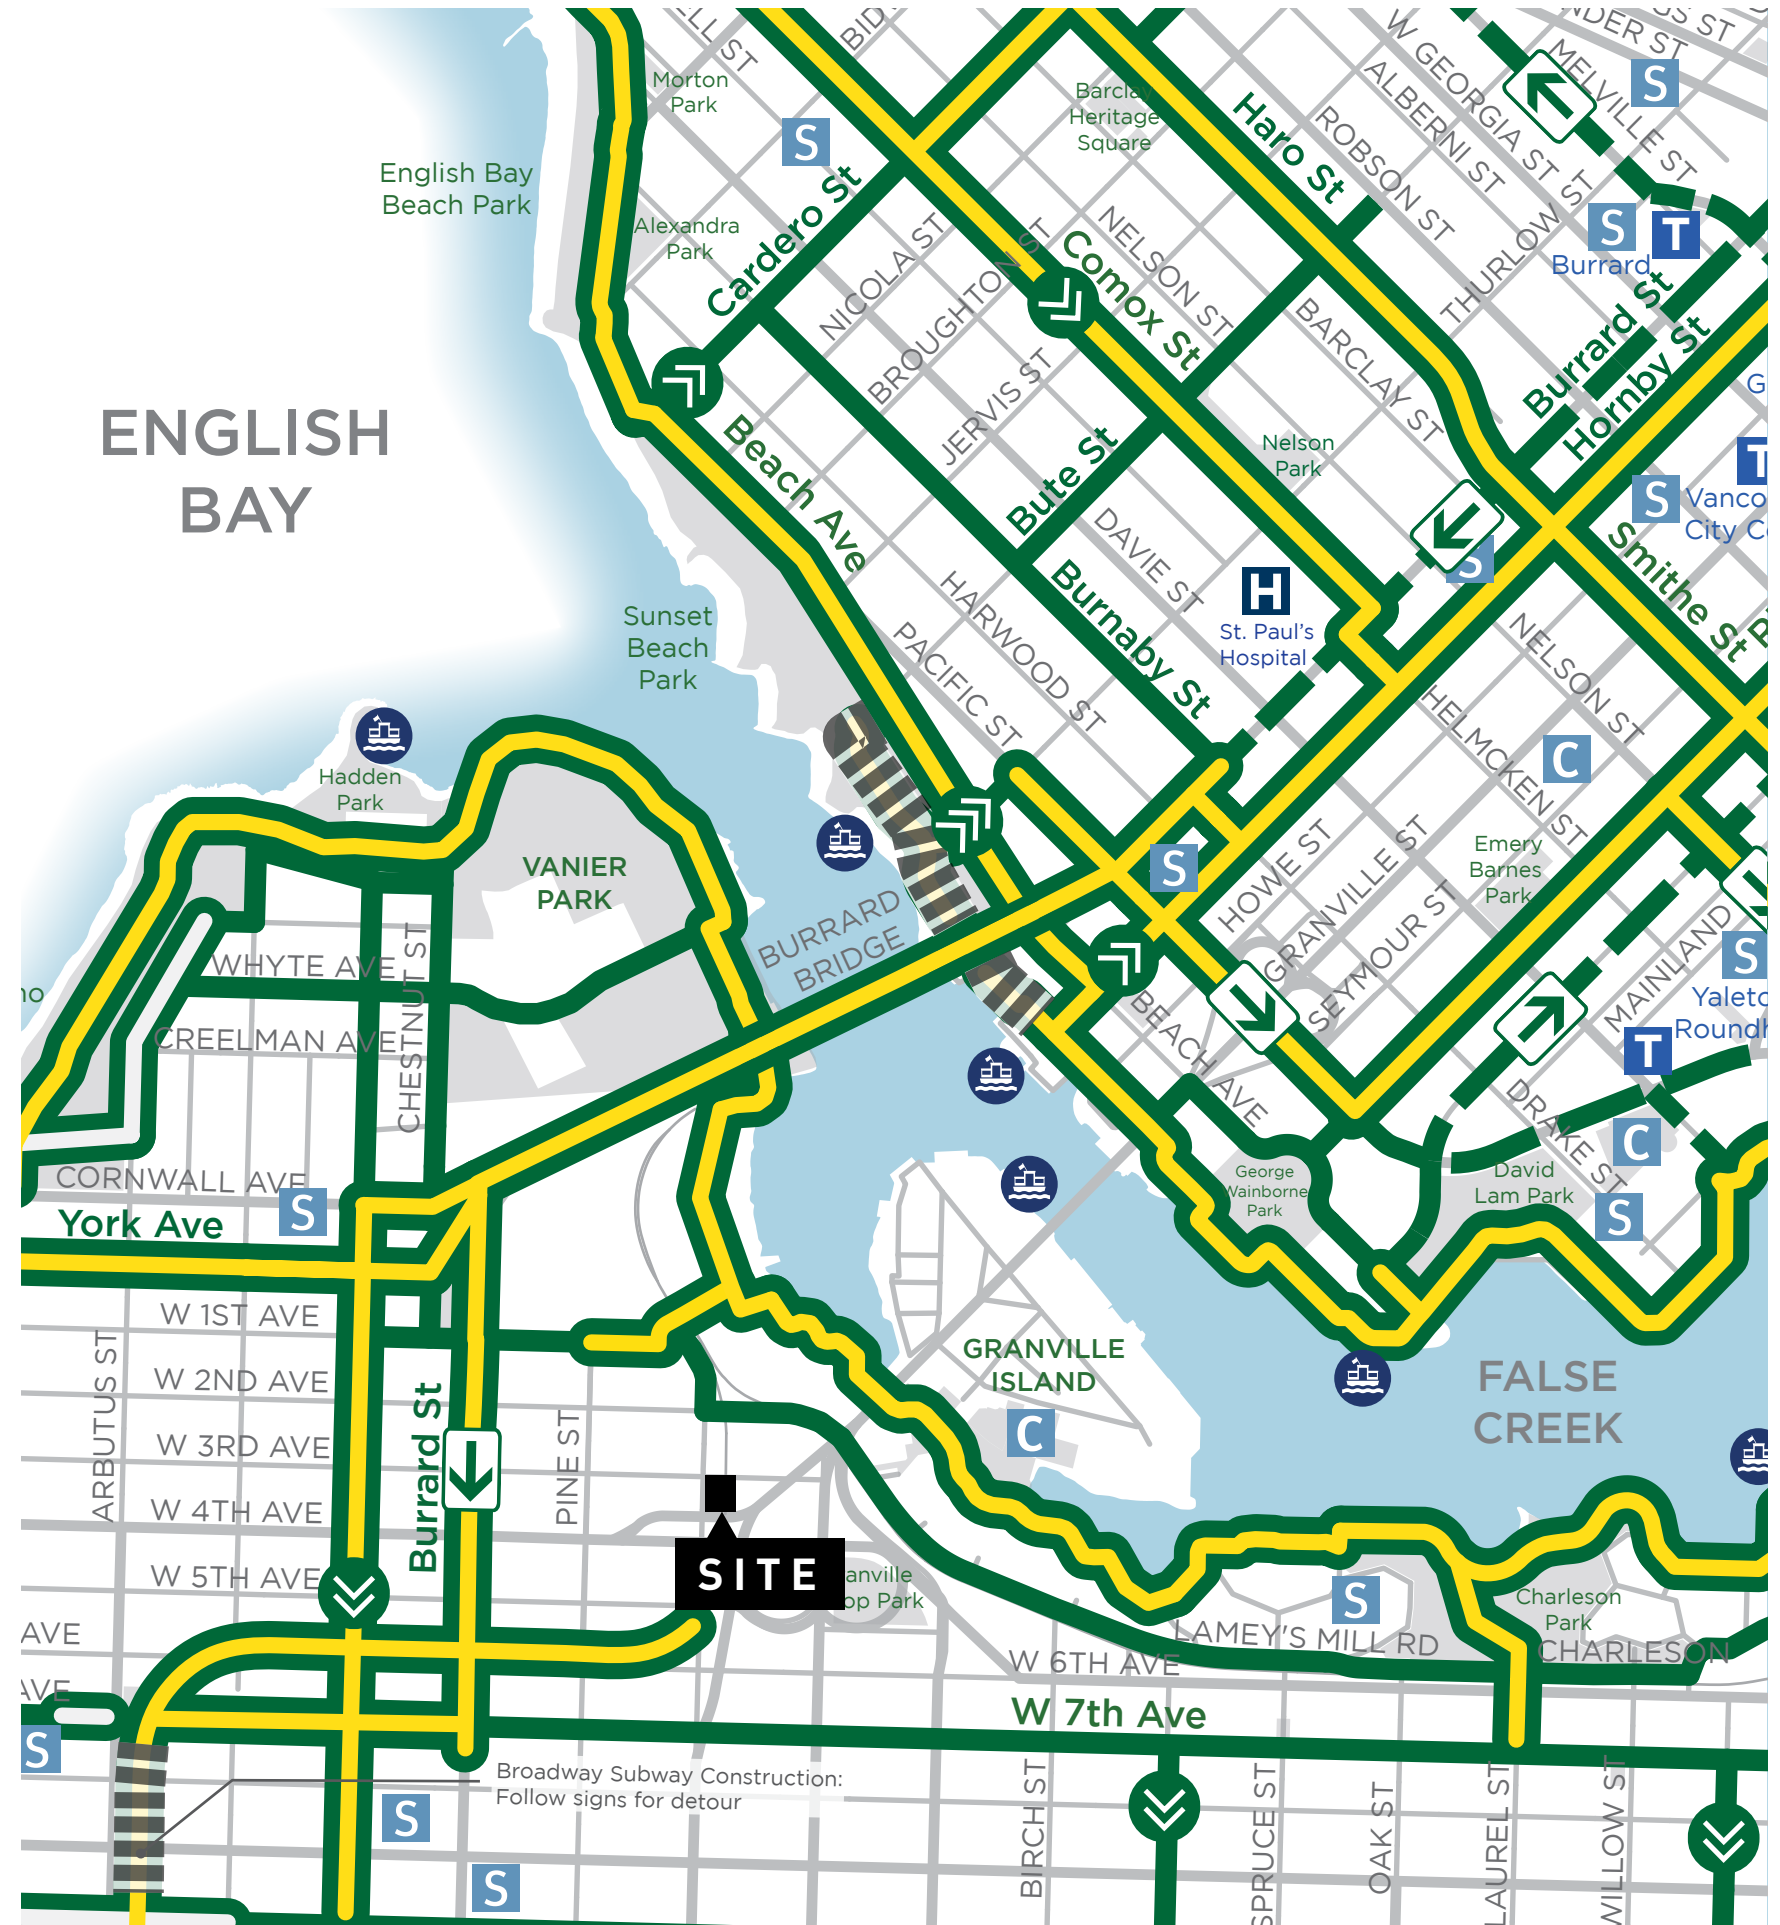 ELL ST
W GEORGIA ST
MELVILLE ST
ALBERNI ST
ROBSON ST
THURLOW ST
Morton
Park
Barclay
Heritage
Square
Haro St
S
S
English Bay
Beach Park
Alexandra
Park
Cardero St
NICOLA ST
BROUGHTON ST
JERVIS ST
Comox St
NELSON ST
BARCLAY ST
S
T
Burrard
Burrard St
Hornby St
ENGLISH
BAY
Beach Ave
Bute St
Nelson
Park
T
S
S
Smithe St
DAVIE ST
Burnaby St
H
St. Paul's
Hospital
Sunset
Beach
Park
HARWOOD ST
PACIFIC ST
NELSON ST
HELMCKEN ST
C
Hadden
Park
VANIER
PARK
BURRARD
BRIDGE
S
HOWE ST
GRANVILLE ST
SEYMOUR ST
Emery
Barnes
Park
MAINLAND
S
T
WHYTE AVE
CREELMAN AVE
CHESTNUT ST
BEACH AVE
DRAKE ST
C
CORNWALL AVE
S
York Ave
George
Wainborne
Park
David
Lam Park
S
W 1ST AVE
W 2ND AVE
W 3RD AVE
W 4TH AVE
W 5TH AVE
ARBUTUS ST
Burrard St
PINE ST
GRANVILLE
ISLAND
C
FALSE
CREEK
SITE
anville
op Park
S
Charleson
Park
LAMEY'S MILL RD
CHARLESON
AVE
AVE
W 6TH AVE
W 7th Ave
S
Broadway Subway Construction:
Follow signs for detour
S
S
BIRCH ST
SPRUCE ST
OAK ST
LAUREL ST
WILLOW ST